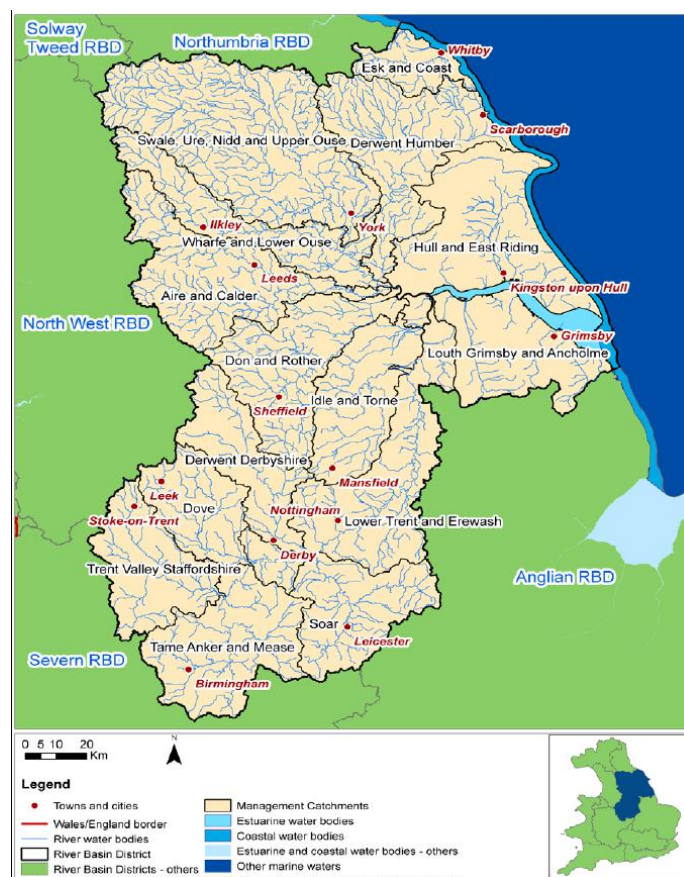 Solway
Tweed RBD
Northumbria RBD
Whitby
Esk and Coast
Scarborough
Swale, Ure, Nidd and Upper Ouse
Derwent Humber
Ilkley
York
Wharfe and Lower Ouse
Hull and East Riding
Leeds
Kingston upon Hull
Aire and Calder
North West RBD
Grimsby
Louth Grimsby and Ancholme
Don and Rother
Idle and Torne
Sheffield
Derwent Derbyshire
Mansfield
Leek
Dove
Nottingham
Stoke-on-Trent
Lower Trent and Erewash
Derby
Trent Valley Staffordshire
Anglian RBD
Soar
Leicester
Tame Anker and Mease
Severn RBD
Birmingham
0 5 10 20
Km
N
Legend
Towns and cities
Wales/England border
River water bodies
River Basin District
River Basin Districts - others
Management Catchments
Estuarine water bodies
Coastal water bodies
Estuarine and coastal water bodies - others
Other marine waters